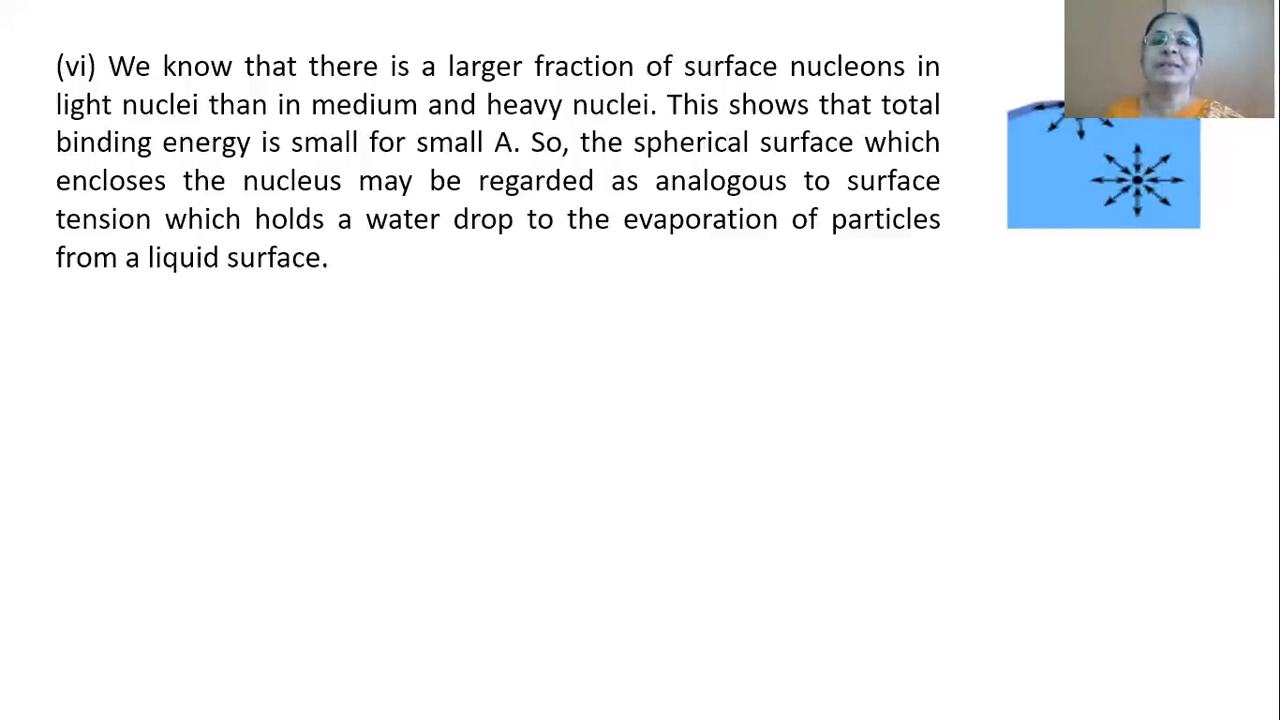 (vi) We know that there is a larger fraction of surface nucleons in
light nuclei than in medium and heavy nuclei. This shows that total
binding energy is small for small A. So, the spherical surface which
encloses the nucleus may be regarded as analogous to surface
tension which holds a water drop to the evaporation of particles
from a liquid surface.